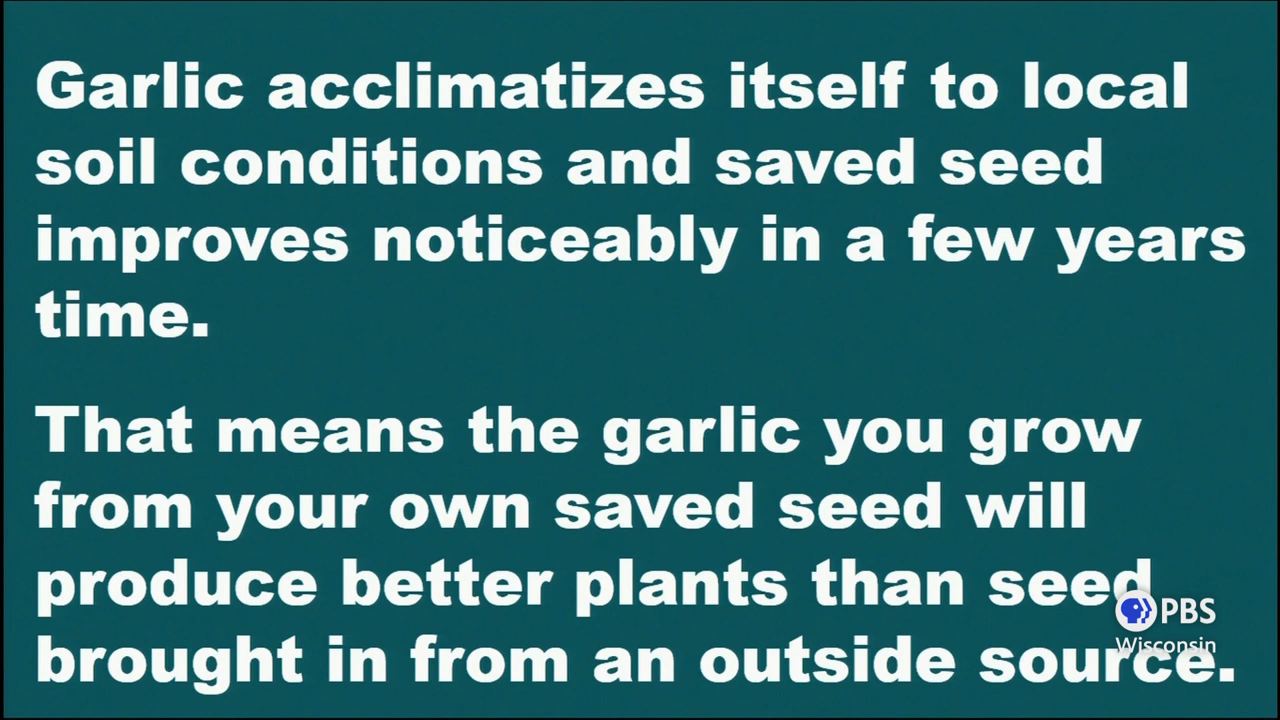 Garlic acclimatizes itself to local
soil conditions and saved seed
improves noticeably in a few years
time.
That means the garlic you grow
from your own saved seed will
produce better plants than seed
brought in from an outside source.
PBS
Wisconsin